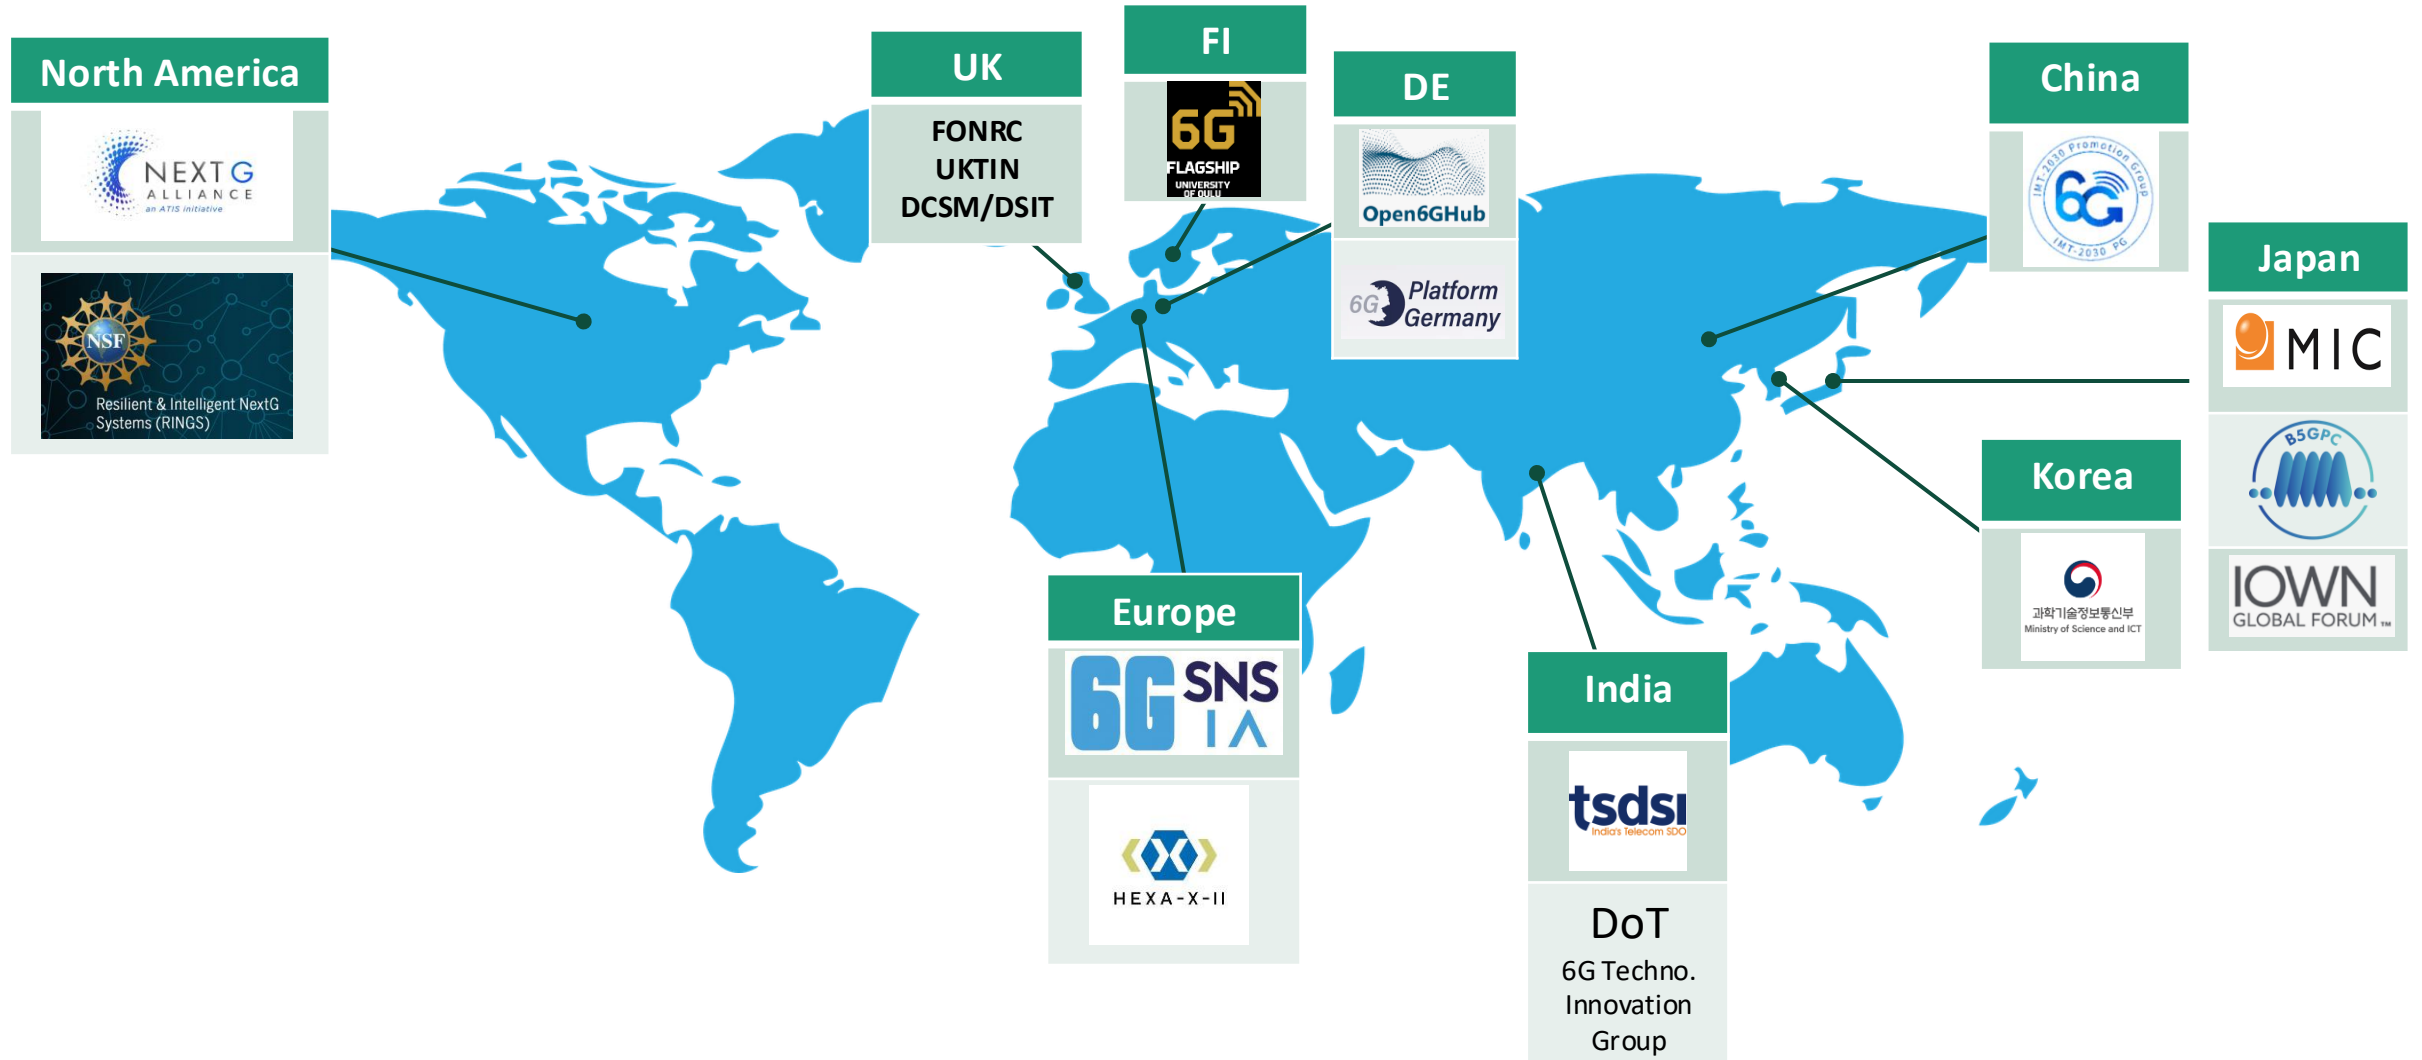 North America
NEXT G
ALLIANCE
an ATIS initiative
NSF
Resilient & Intelligent NextG
Systems (RINGS)
UK
FONRC
UKTIN
DCSM/DSIT
FI
6G
FLAGSHIP
UNIVERSITY
OF OULU
DE
Open6GHub
6G
Platform
Germany
Europe
6G SNS
IA
HEXA-X-II
India
tsdsi
India's Telecom SDO
DoT
6G Techno.
Innovation
Group
China
IMT-2030 Promotion Group
6G
IMT-2030 PG
Korea
과학기술정보통신부
Ministry of Science and ICT
Japan
MIC
B5GPC
IOWN
GLOBAL FORUM™